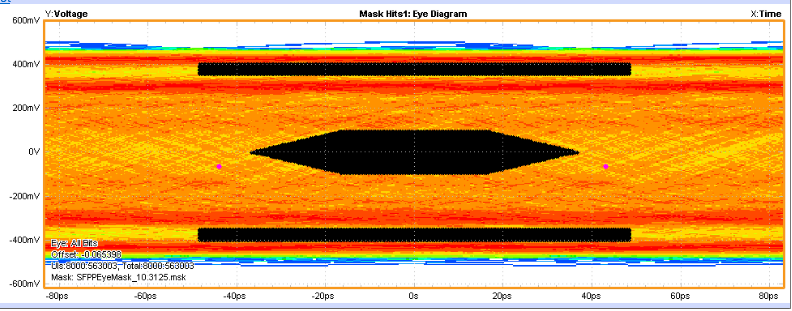 Y:Voltage Mask Hits1: Eye Diagram X:Time
600mV
400mV
200mV
0V
-200mV
-400mV
-600mV
Eye: All Bits
Offset: -0.065398
UIs:8000:563003, Total:8000:563003
Mask: SFPPEyeMask_10.3125.msk
-80ps -60ps -40ps -20ps 0s 20ps 40ps 60ps 80ps